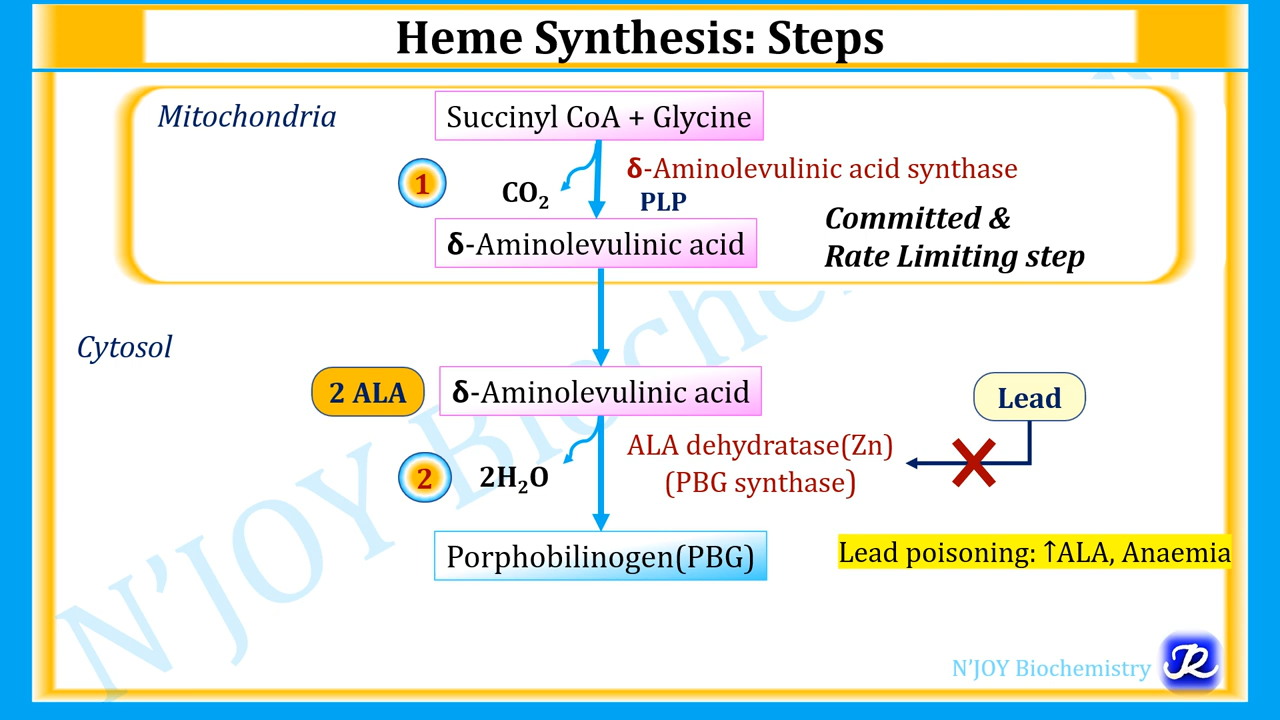 Heme Synthesis: Steps
Mitochondria
Succinyl CoA + Glycine
1
CO₂
δ-Aminolevulinic acid synthase
PLP
Committed &
Rate Limiting step
δ-Aminolevulinic acid
Cytosol
2 ALA
δ-Aminolevulinic acid
Lead
2
2H₂O
ALA dehydratase(Zn)
(PBG synthase)
Porphobilinogen(PBG)
Lead poisoning: ↑ALA, Anaemia
N'JOY Bioche
N'JOY Biochemistry